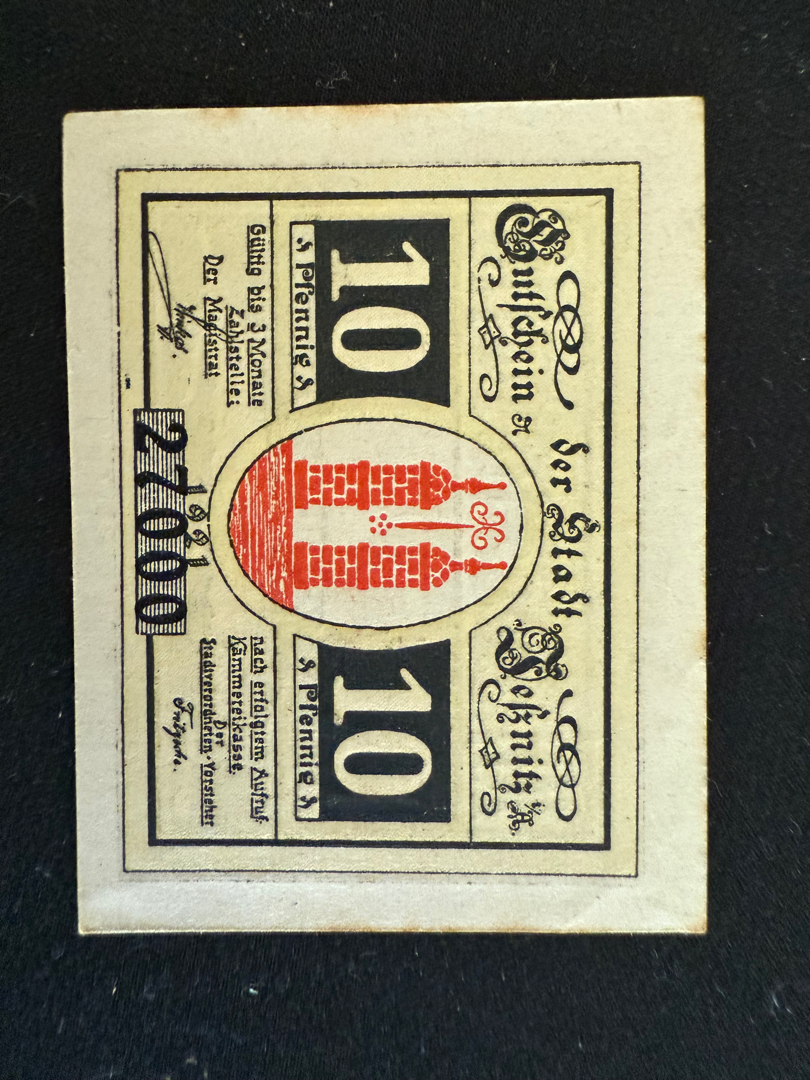 Gutschein der Stadt Jeßnitz i/A.
10 10
Pfennig Pfennig
Gültig bis 3 Monate nach erfolgtem Aufruf.
Zahlstelle: Kämmereikasse.
Der Magistrat
Der
Stadtverordneten-Vorsteher
1921
27000